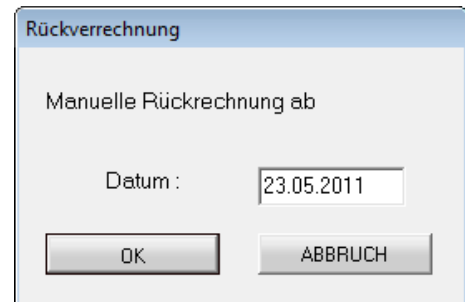 Rückverrechnung
Manuelle Rückrechnung ab
Datum : 23.05.2011
OK ABBRUCH